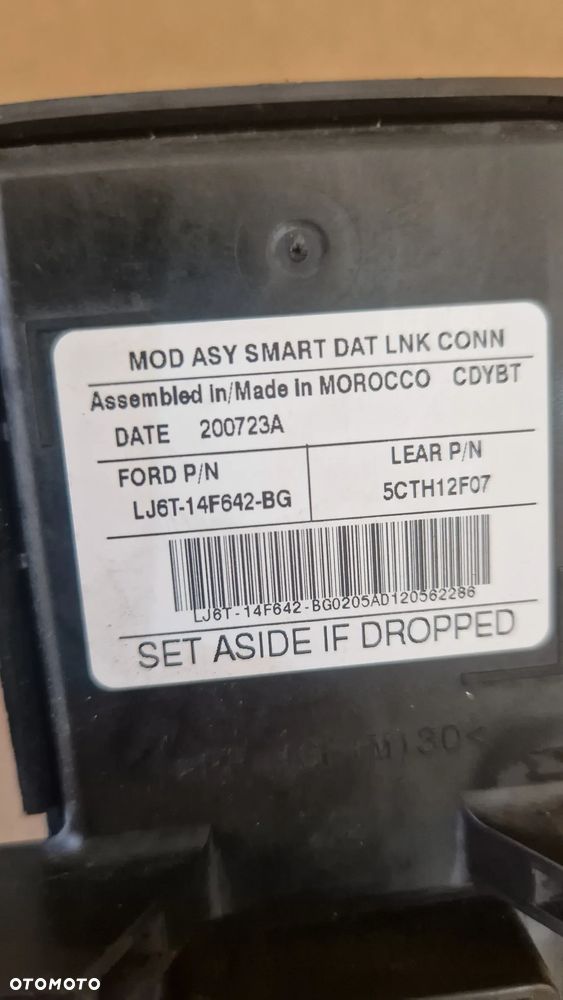 MOD ASY SMART DAT LNK CONN
Assembled in/Made In MOROCCO CDYBT
DATE 200723A
FORD P/N
LJ6T-14F642-BG
LEAR P/N
5CTH12F07
LJ6T-14F642-BG0205AD120562286
SET ASIDE IF DROPPED
)30<
OTOMOTO